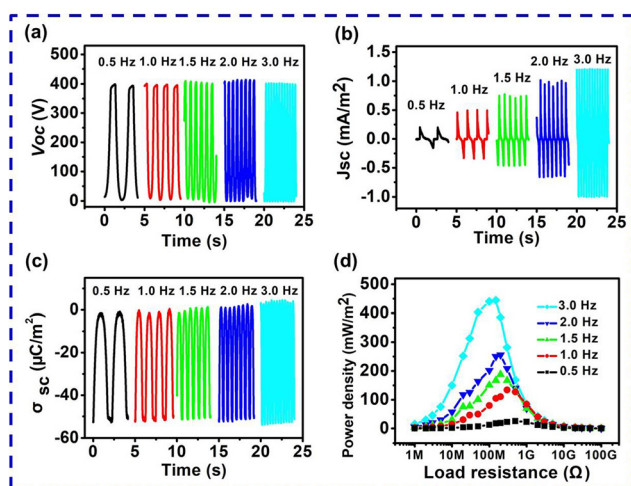 (a)
0.5 Hz 1.0 Hz 1.5 Hz 2.0 Hz 3.0 Hz
Voc (V)
500
400
300
200
100
0
0 5 10 15 20 25
Time (s)
(b)
0.5 Hz
1.0 Hz
1.5 Hz
2.0 Hz
3.0 Hz
Jsc (mA/m²)
1.0
0.5
0.0
-0.5
-1.0
0 5 10 15 20 25
Time (s)
(c)
0.5 Hz 1.0 Hz 1.5 Hz 2.0 Hz 3.0 Hz
σ sc (μC/m²)
0
-20
-40
-60
0 5 10 15 20 25
Time (s)
(d)
3.0 Hz
2.0 Hz
1.5 Hz
1.0 Hz
0.5 Hz
Power density (mW/m²)
500
400
300
200
100
0
1M 10M 100M 1G 10G 100G
Load resistance (Ω)